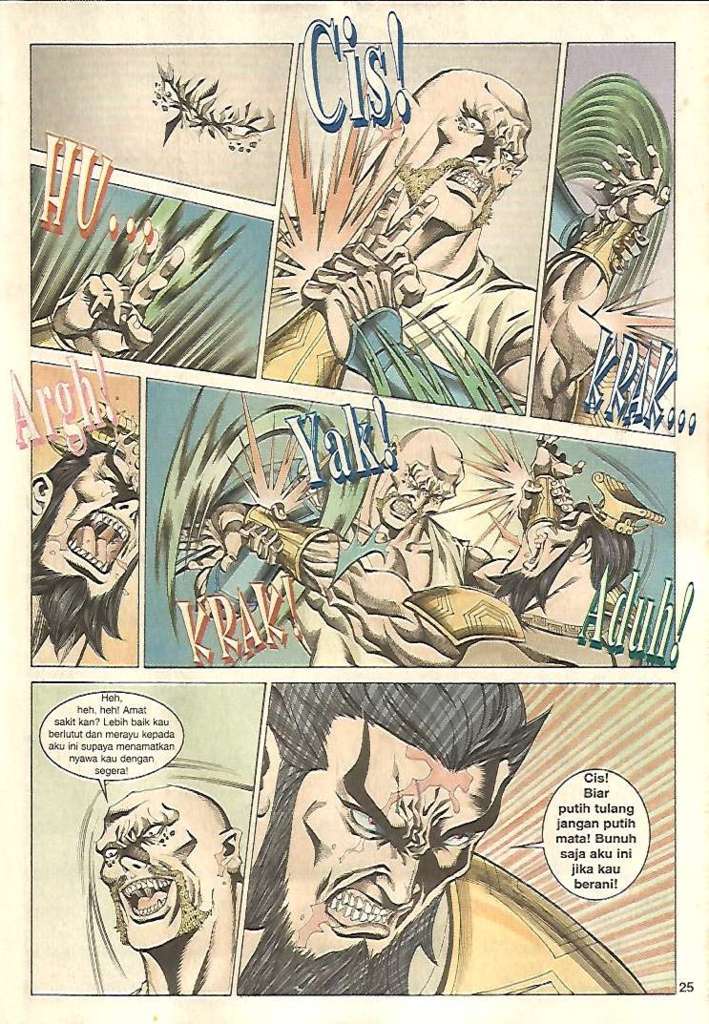 Cis!
HU...
KRAK...
Argh!
Yak!
KRAK!
Aduh!
Heh,
heh, heh! Amat
sakit kan? Lebih baik kau
berlutut dan merayu kepada
aku ini supaya menamatkan
nyawa kau dengan
segera!
Cis!
Biar
putih tulang
jangan putih
mata! Bunuh
saja aku ini
jika kau
berani!
25